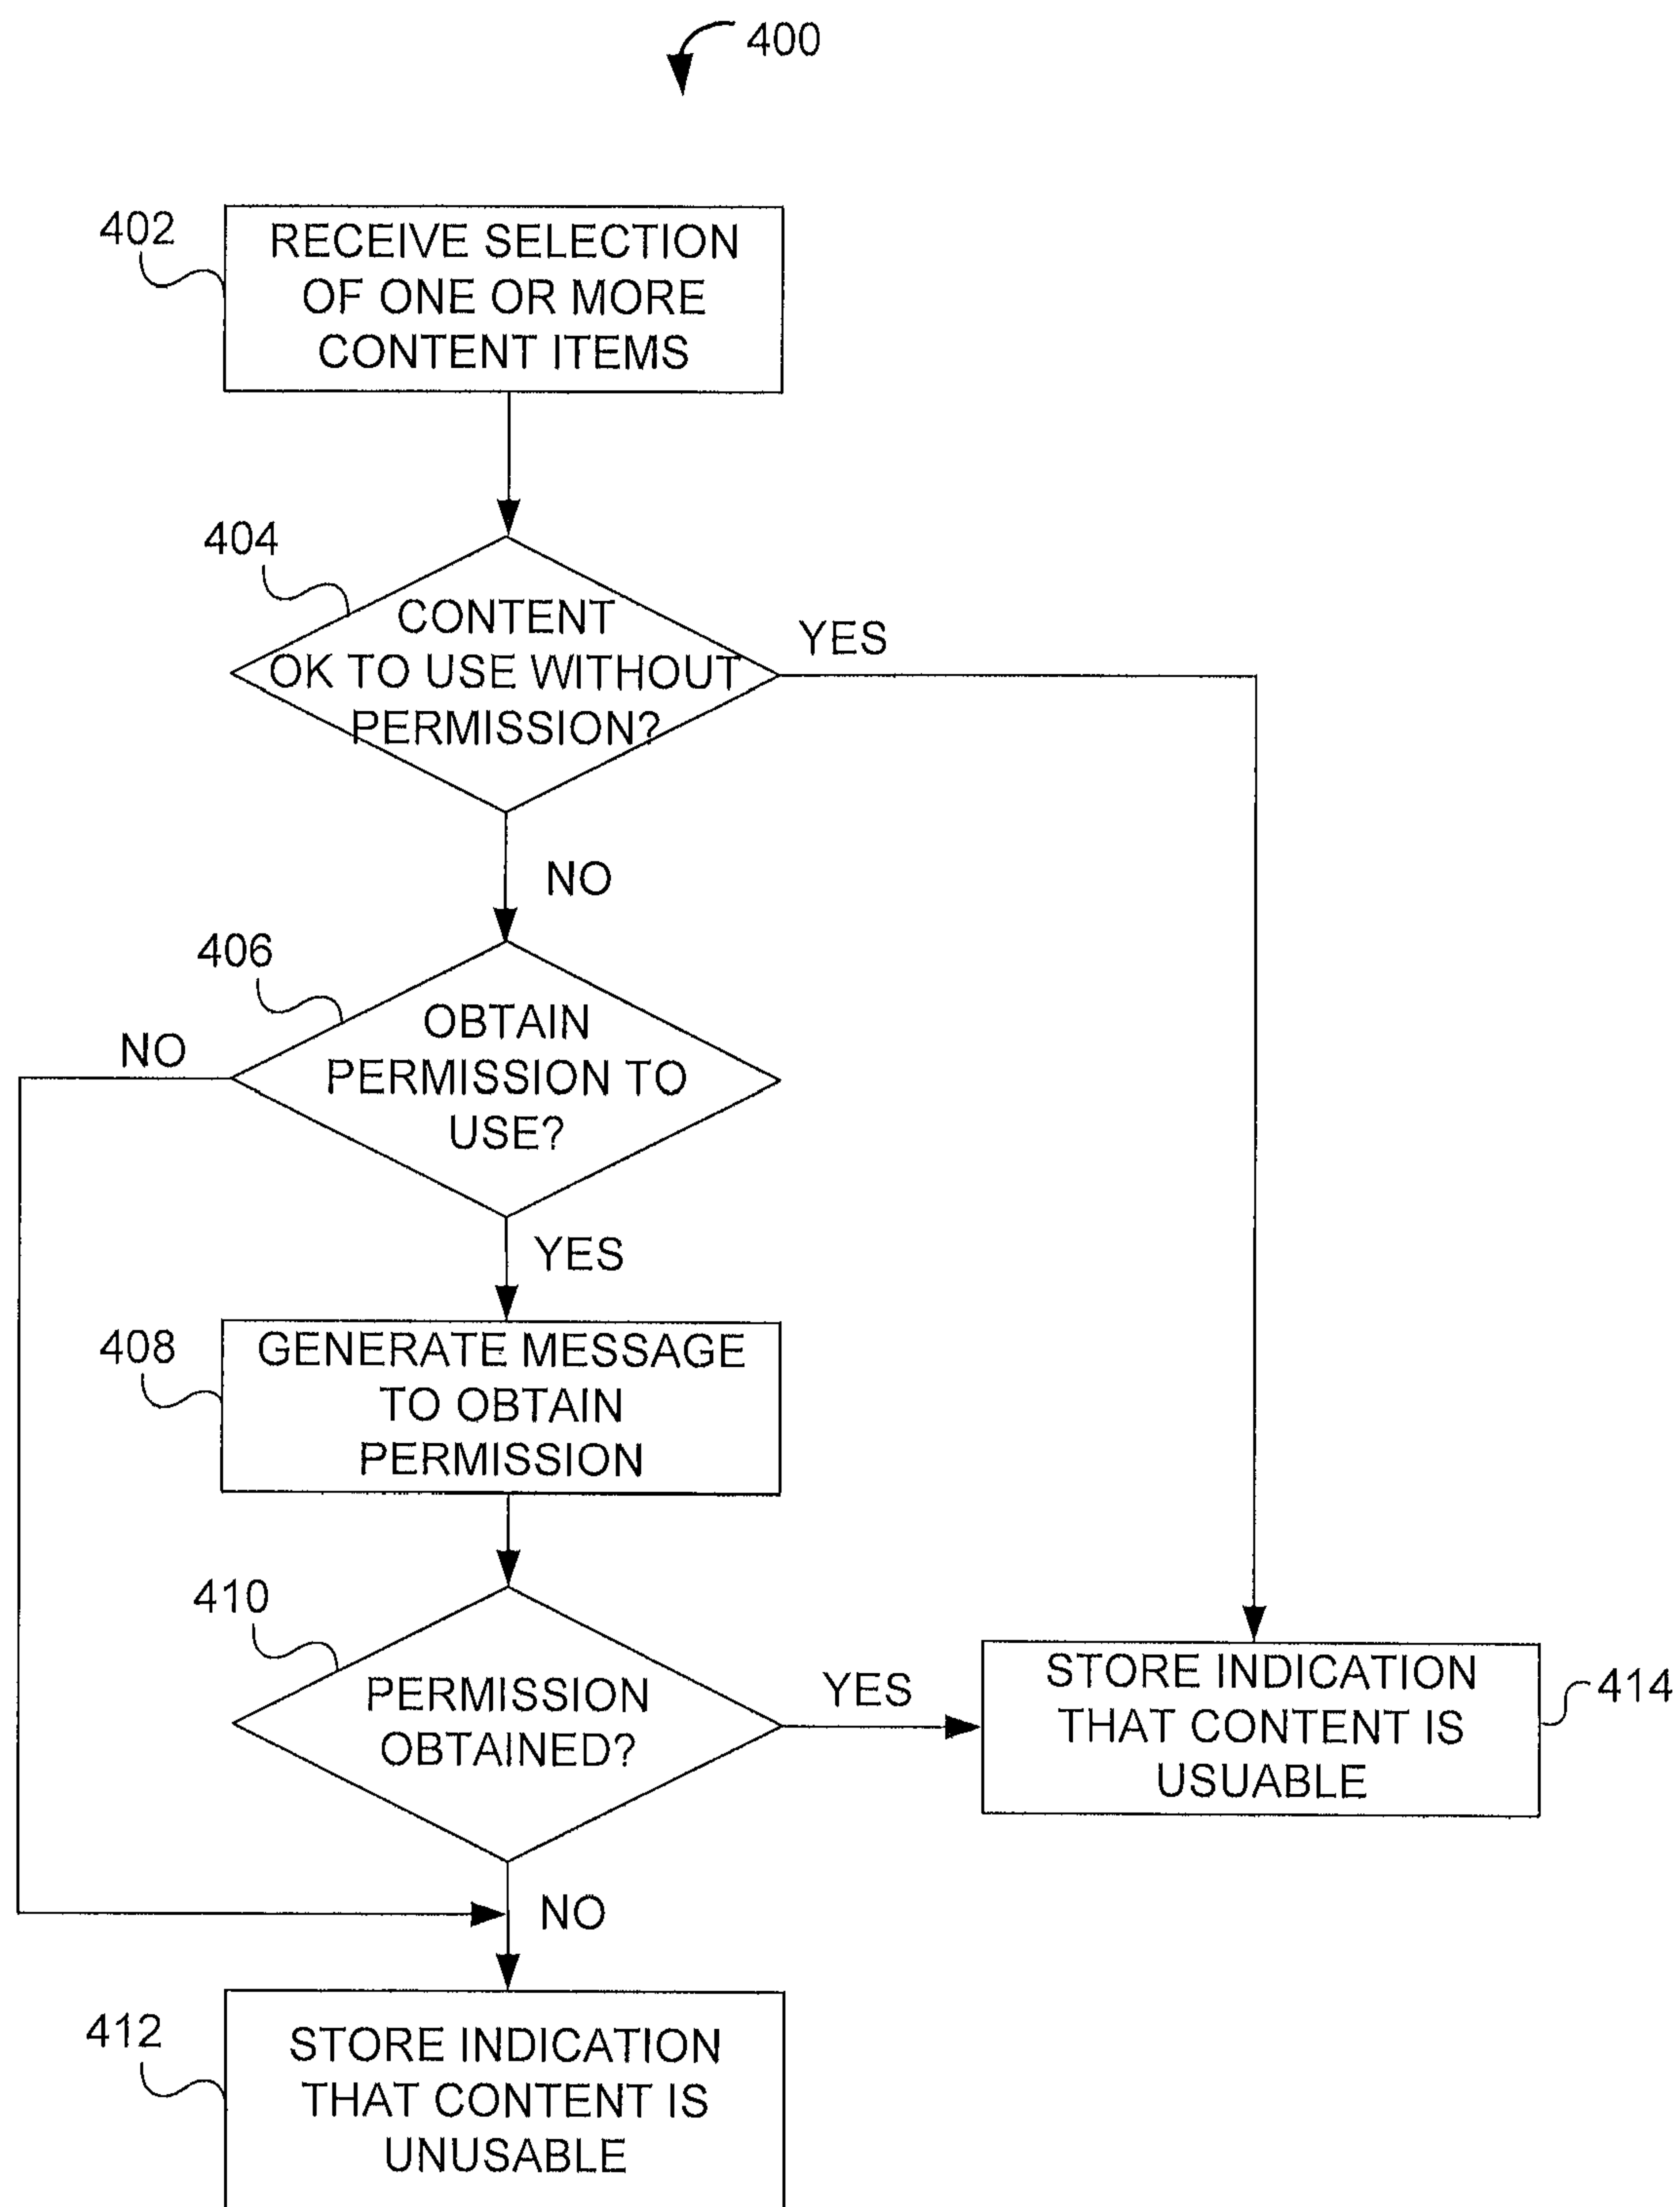 400
402
RECEIVE SELECTION
OF ONE OR MORE
CONTENT ITEMS
404
CONTENT
OK TO USE WITHOUT
PERMISSION?
YES
NO
406
OBTAIN
PERMISSION TO
USE?
NO
YES
408
GENERATE MESSAGE
TO OBTAIN
PERMISSION
410
PERMISSION
OBTAINED?
YES
STORE INDICATION
THAT CONTENT IS
USUABLE
414
NO
412
STORE INDICATION
THAT CONTENT IS
UNUSABLE